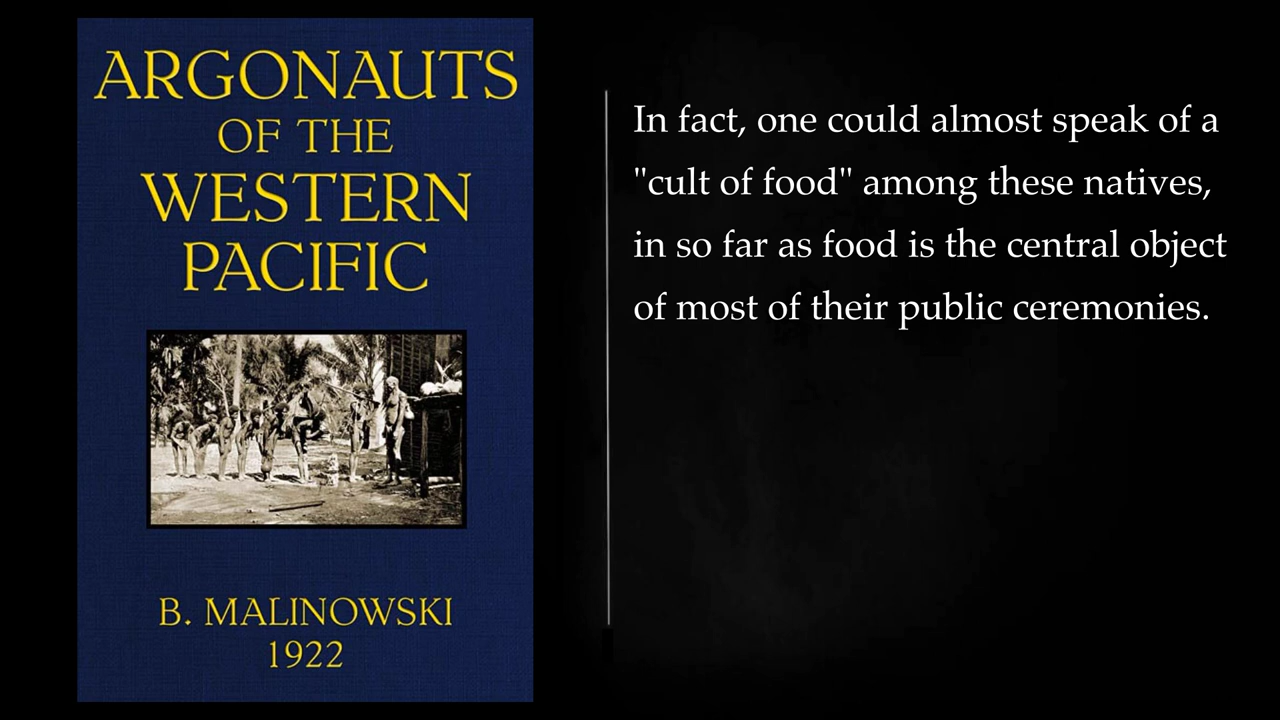 ARGONAUTS
OF THE
WESTERN
PACIFIC
B. MALINOWSKI
1922
In fact, one could almost speak of a
"cult of food" among these natives,
in so far as food is the central object
of most of their public ceremonies.